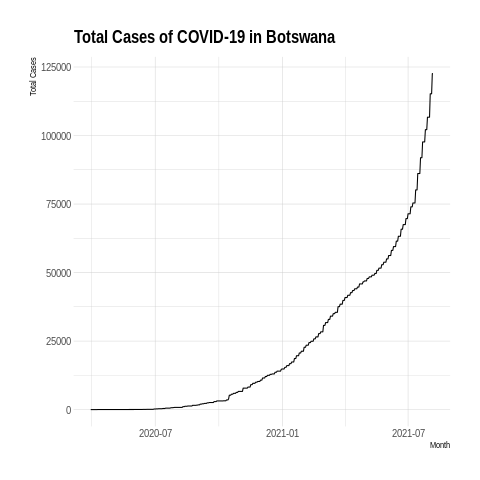 Total Cases of COVID-19 in Botswana
Total Cases
125000
100000
75000
50000
25000
0
2020-07 2021-01 2021-07
Month